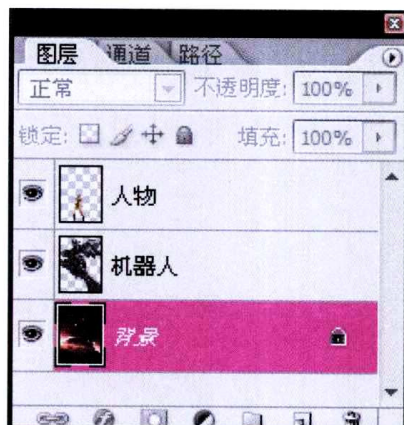 图层 通道 路径
正常 不透明度: 100%
锁定: 填充: 100%
人物
机器人
背景